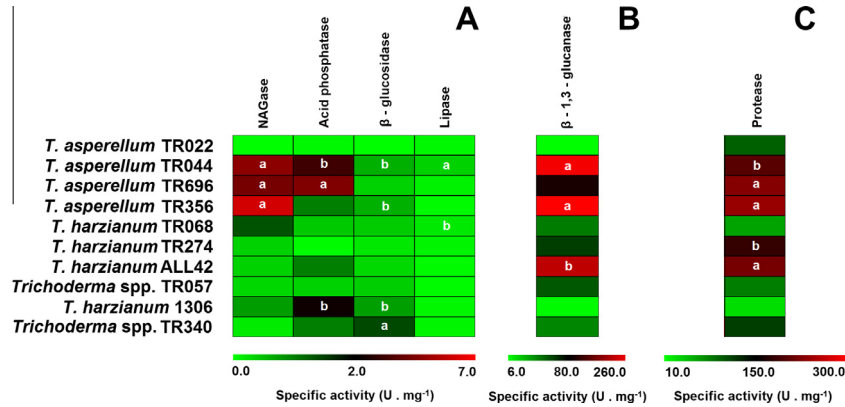 A B C
NAGase
Acid phosphatase
β - glucosidase
Lipase
β - 1,3 - glucanase
Protease
T. asperellum TR022
T. asperellum TR044 a b b a a b
T. asperellum TR696 a a a
T. asperellum TR356 a b a a
T. harzianum TR068 b
T. harzianum TR274 b
T. harzianum ALL42 b a
Trichoderma spp. TR057
T. harzianum 1306 b b
Trichoderma spp. TR340 a
0.0 2.0 7.0 6.0 80.0 260.0 10.0 150.0 300.0
Specific activity (U . mg-1) Specific activity (U . mg-1) Specific activity (U . mg-1)